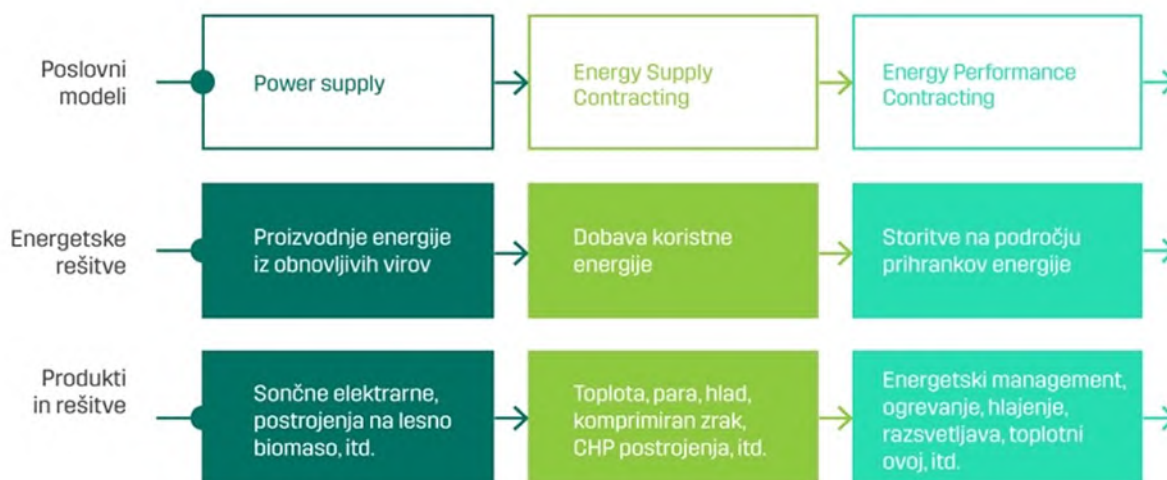 Poslovni
modeli
Power supply
Energy Supply
Contracting
Energy Performance
Contracting
Energetske
rešitve
Proizvodnje energije
iz obnovljivih virov
Dobava koristne
energije
Storitve na področju
prihrankov energije
Produkti
in rešitve
Sončne elektrarne,
postrojenja na lesno
biomaso, itd.
Toplota, para, hlad,
komprimiran zrak,
CHP postrojenja, itd.
Energetski management,
ogrevanje, hlajenje,
razsvetljava, toplotni
ovoj, itd.